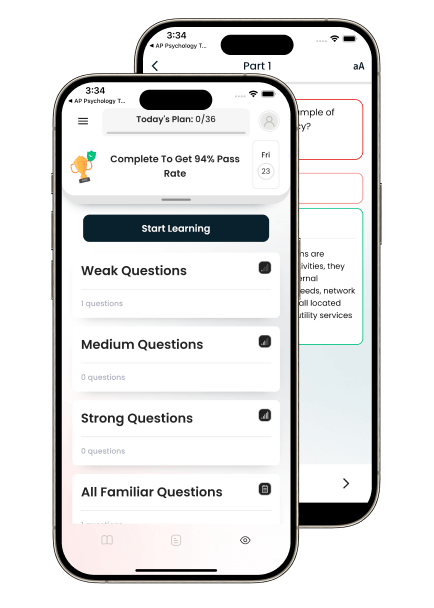 3:34
◀ AP Psychology T...
Part 1
aA
mple of
cy?
ns are
ivities, they
ernal
eeds, network
all located
utility services
3:34
◀ AP Psychology T...
Today's Plan: 0/36
Complete To Get 94% Pass
Rate
Fri
23
Start Learning
Weak Questions
1 questions
Medium Questions
0 questions
Strong Questions
0 questions
All Familiar Questions